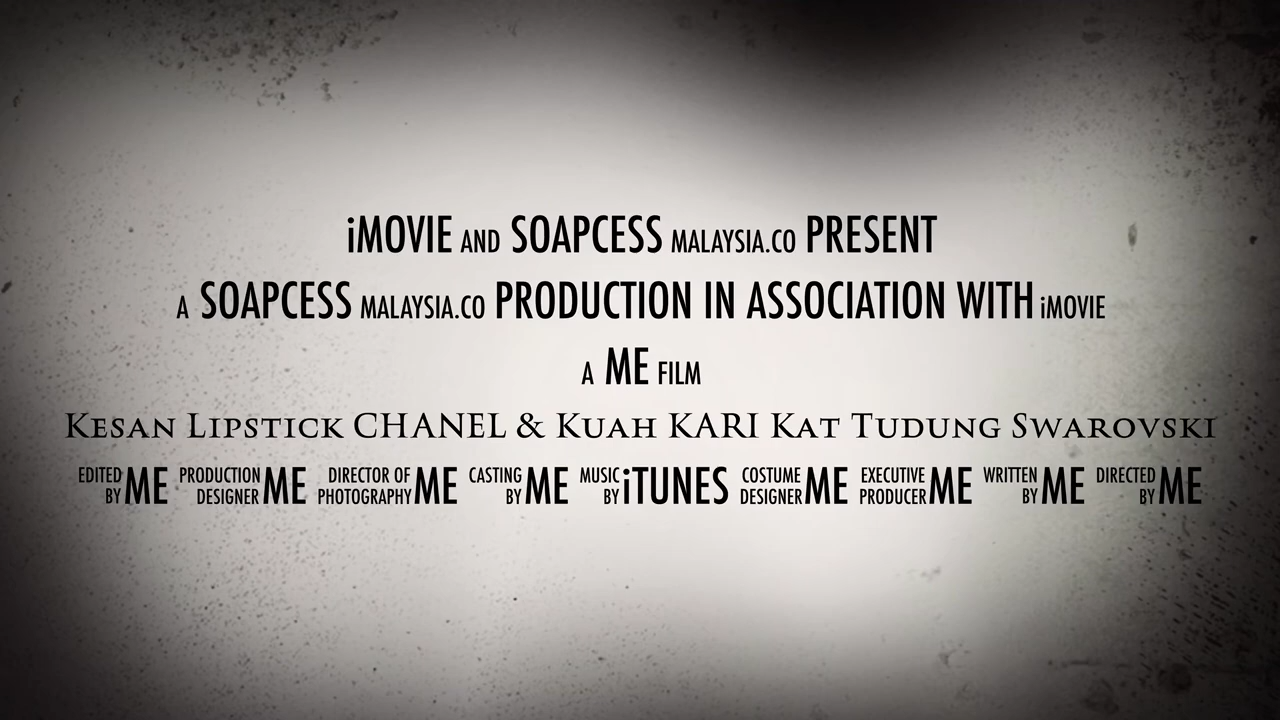 iMOVIE AND SOAPCESS MALAYSIA.CO PRESENT
A SOAPCESS MALAYSIA.CO PRODUCTION IN ASSOCIATION WITH iMOVIE
A ME FILM
KESAN LIPSTICK CHANEL & KUAH KARI KAT TUDUNG SWAROVSKI
EDITED BY ME PRODUCTION DESIGNER ME DIRECTOR OF PHOTOGRAPHY ME CASTING BY ME MUSIC BY iTUNES COSTUME DESIGNER ME EXECUTIVE PRODUCER ME WRITTEN BY ME DIRECTED BY ME